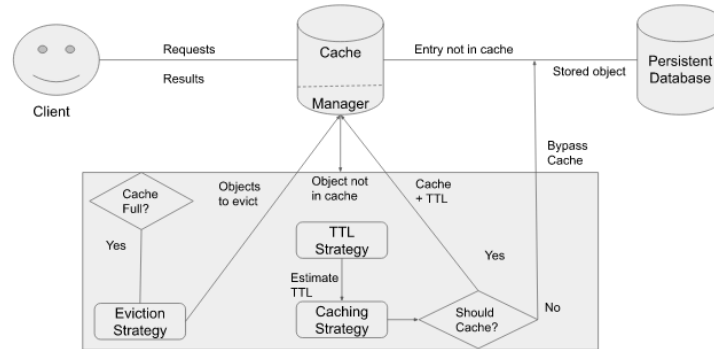 Requests
Cache
Entry not in cache
Results
Stored object
Persistent
Database
Client
Manager
Bypass
Cache
Cache
Full?
Objects
to evict
Object not
in cache
Cache
+ TTL
Yes
TTL
Strategy
Yes
Estimate
TTL
Eviction
Strategy
Caching
Strategy
Should
Cache?
No